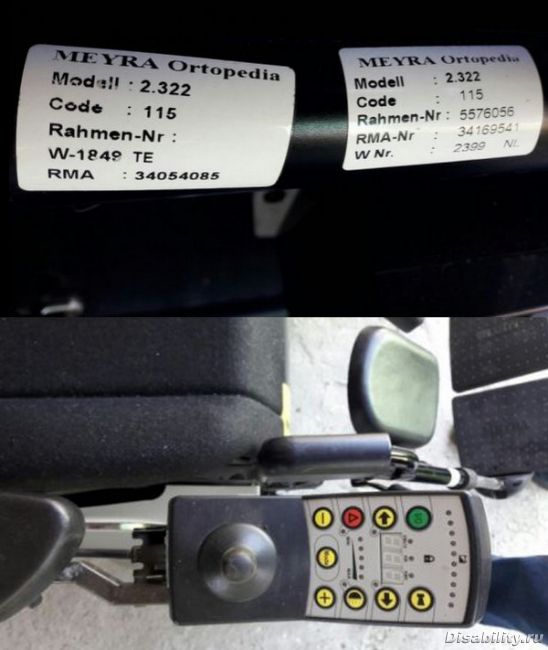 MEYRA Ortopedia
Modell : 2.322
Code : 115
Rahmen-Nr :
W-1849 TE
RMA : 34054085
MEYRA Ortopedia
Modell : 2.322
Code : 115
Rahmen-Nr : 5576056
RMA-Nr : 34169541
W Nr. : 2399 NL
Disability.ru